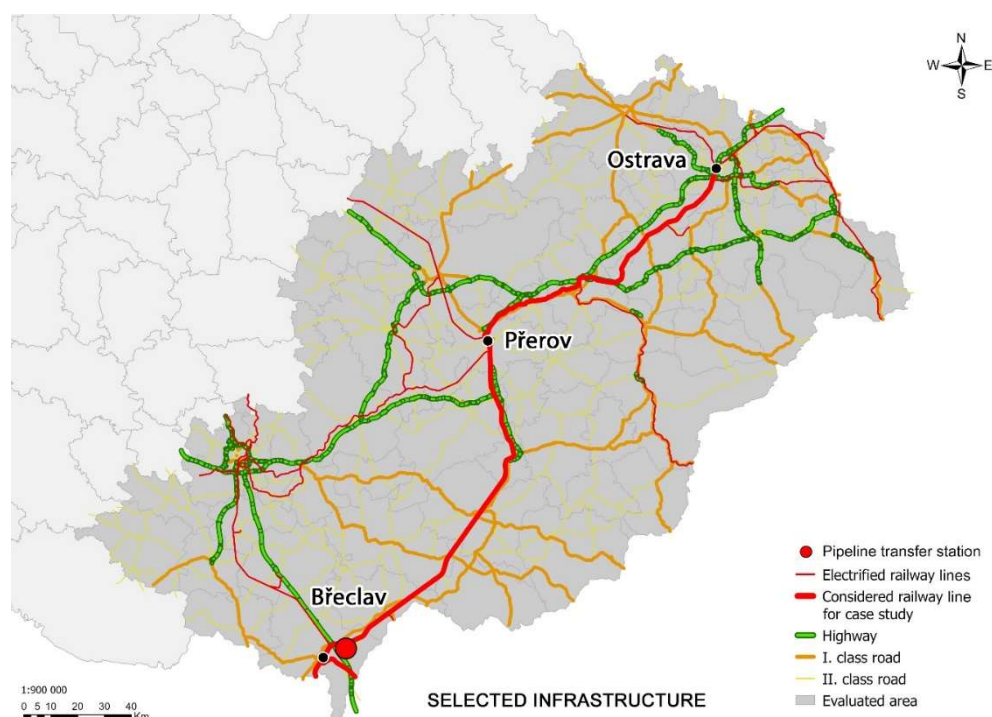 N
W E
S
Ostrava
Přerov
Břeclav
Pipeline transfer station
Electrified railway lines
Considered railway line
for case study
Highway
I. class road
II. class road
Evaluated area
1:900 000
0 5 10 20 30 40
Km
SELECTED INFRASTRUCTURE